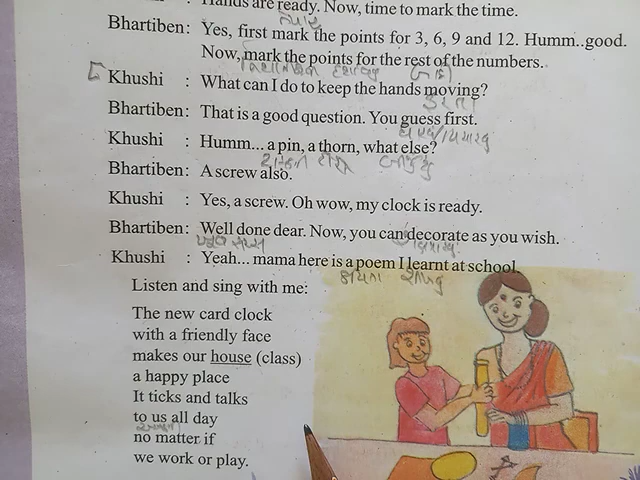 : Hands are ready. Now, time to mark the time.
Bhartiben: Yes, first mark the points for 3, 6, 9 and 12. Humm..good.
Now, mark the points for the rest of the numbers.
Khushi : What can I do to keep the hands moving?
Bhartiben: That is a good question. You guess first.
Khushi : Humm... a pin, a thorn, what else?
Bhartiben: A screw also.
Khushi : Yes, a screw. Oh wow, my clock is ready.
Bhartiben: Well done dear. Now, you can decorate as you wish.
Khushi : Yeah... mama here is a poem I learnt at school.
Listen and sing with me:
The new card clock
with a friendly face
makes our house (class)
a happy place
It ticks and talks
to us all day
no matter if
we work or play.